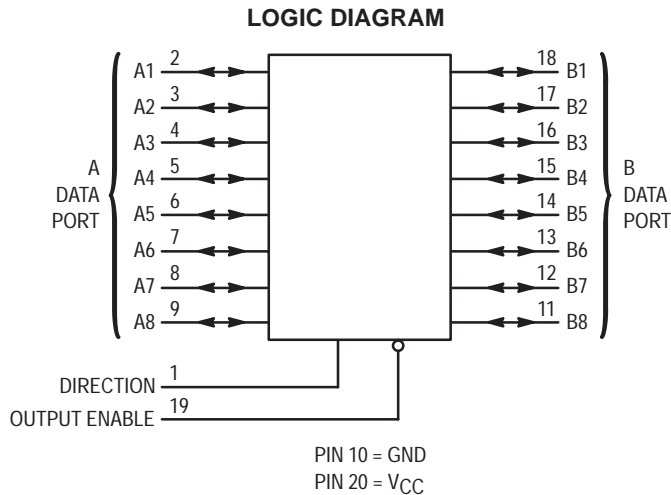 LOGIC DIAGRAM
A
DATA
PORT
A1 2
A2 3
A3 4
A4 5
A5 6
A6 7
A7 8
A8 9
18 B1
17 B2
16 B3
15 B4
14 B5
13 B6
12 B7
11 B8
B
DATA
PORT
DIRECTION 1
OUTPUT ENABLE 19
PIN 10 = GND
PIN 20 = VCC